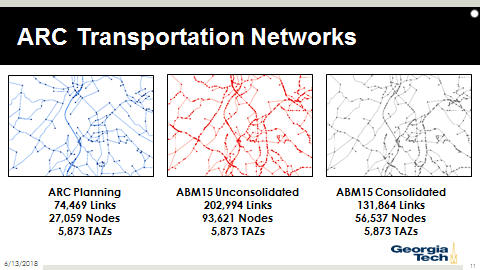 ARC Transportation Networks
ARC Planning
74,469 Links
27,059 Nodes
5,873 TAZs
ABM15 Unconsolidated
202,994 Links
93,621 Nodes
5,873 TAZs
ABM15 Consolidated
131,864 Links
56,537 Nodes
5,873 TAZs
Georgia
Tech
6/13/2018
11